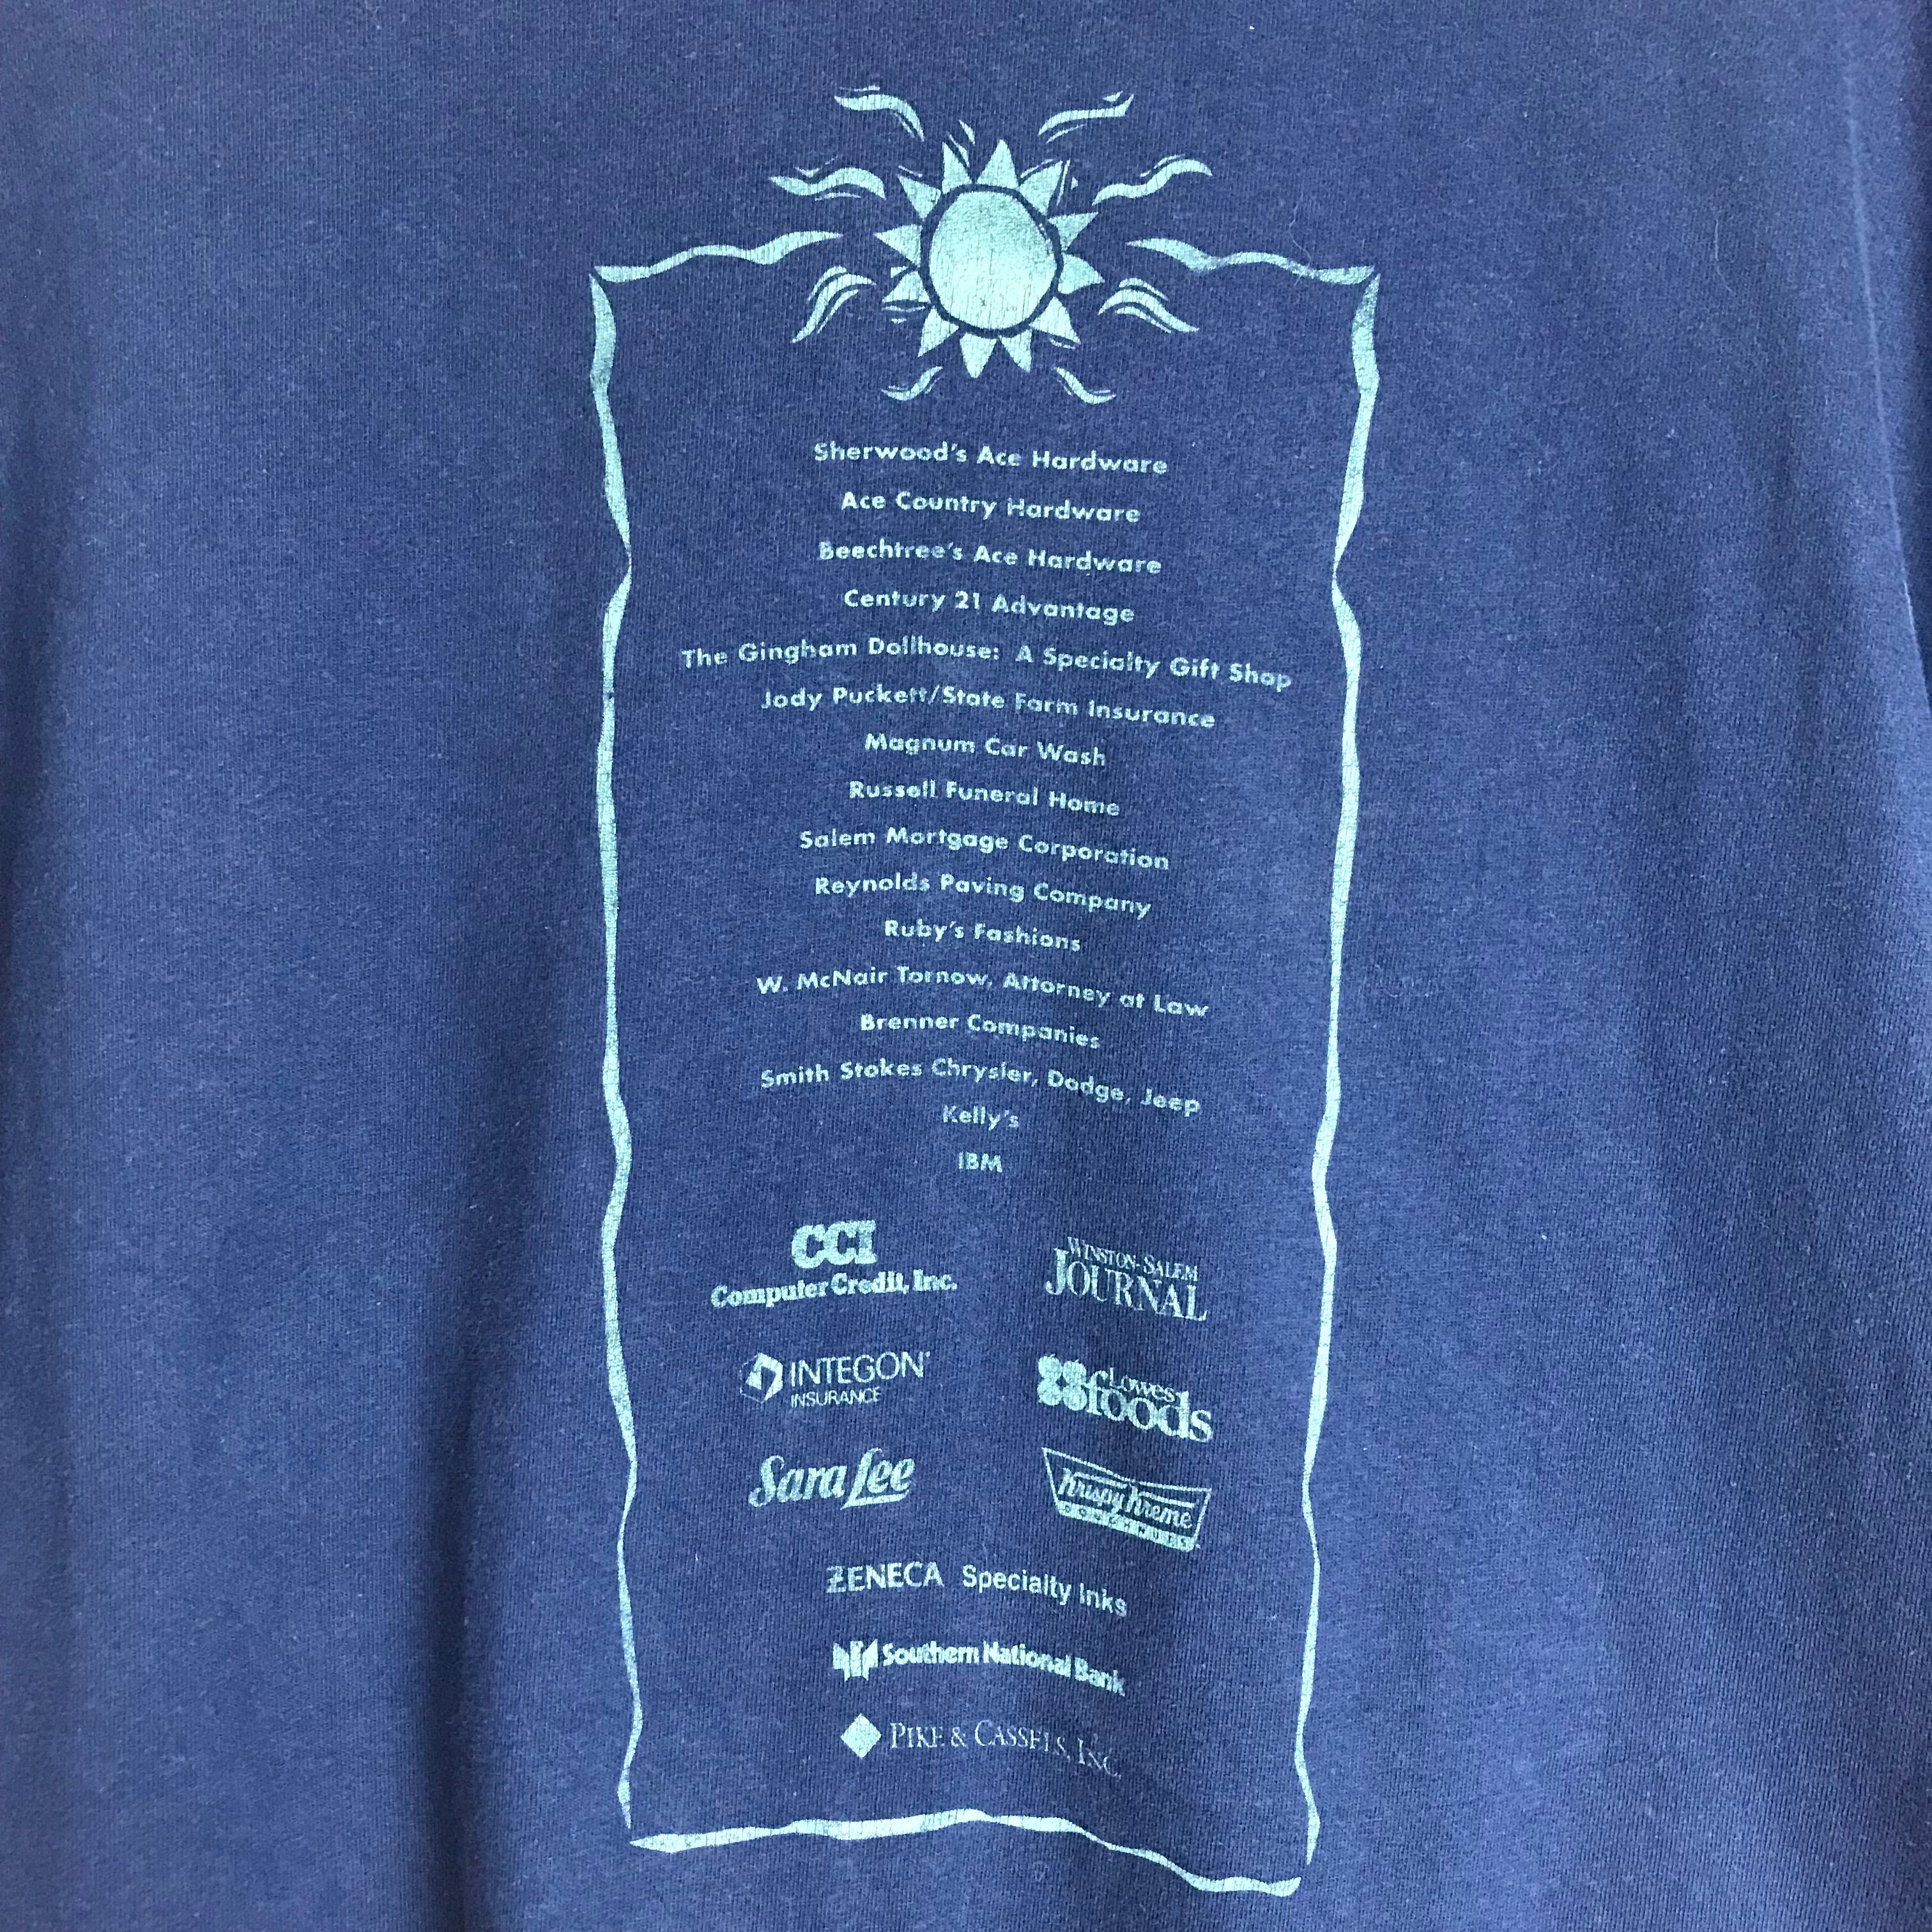 Sherwood's Ace Hardware
Ace Country Hardware
Beechtree's Ace Hardware
Century 21 Advantage
The Gingham Dollhouse: A Specialty Gift Shop
Jody Puckett/State Farm Insurance
Magnum Car Wash
Russell Funeral Home
Salem Mortgage Corporation
Reynolds Paving Company
Ruby's Fashions
W. McNair Tornow, Attorney at Law
Brenner Companies
Smith Stokes Chrysler, Dodge, Jeep
Kelly's
IBM
CCI
Computer Credit, Inc.
WINSTON-SALEM
JOURNAL
INTEGON
INSURANCE
Lowes
foods
Sara Lee
Krispy Kreme
DOUGHNUTS
ZENECA Specialty Inks
Southern National Bank
PIKE & CASSELS, INC.